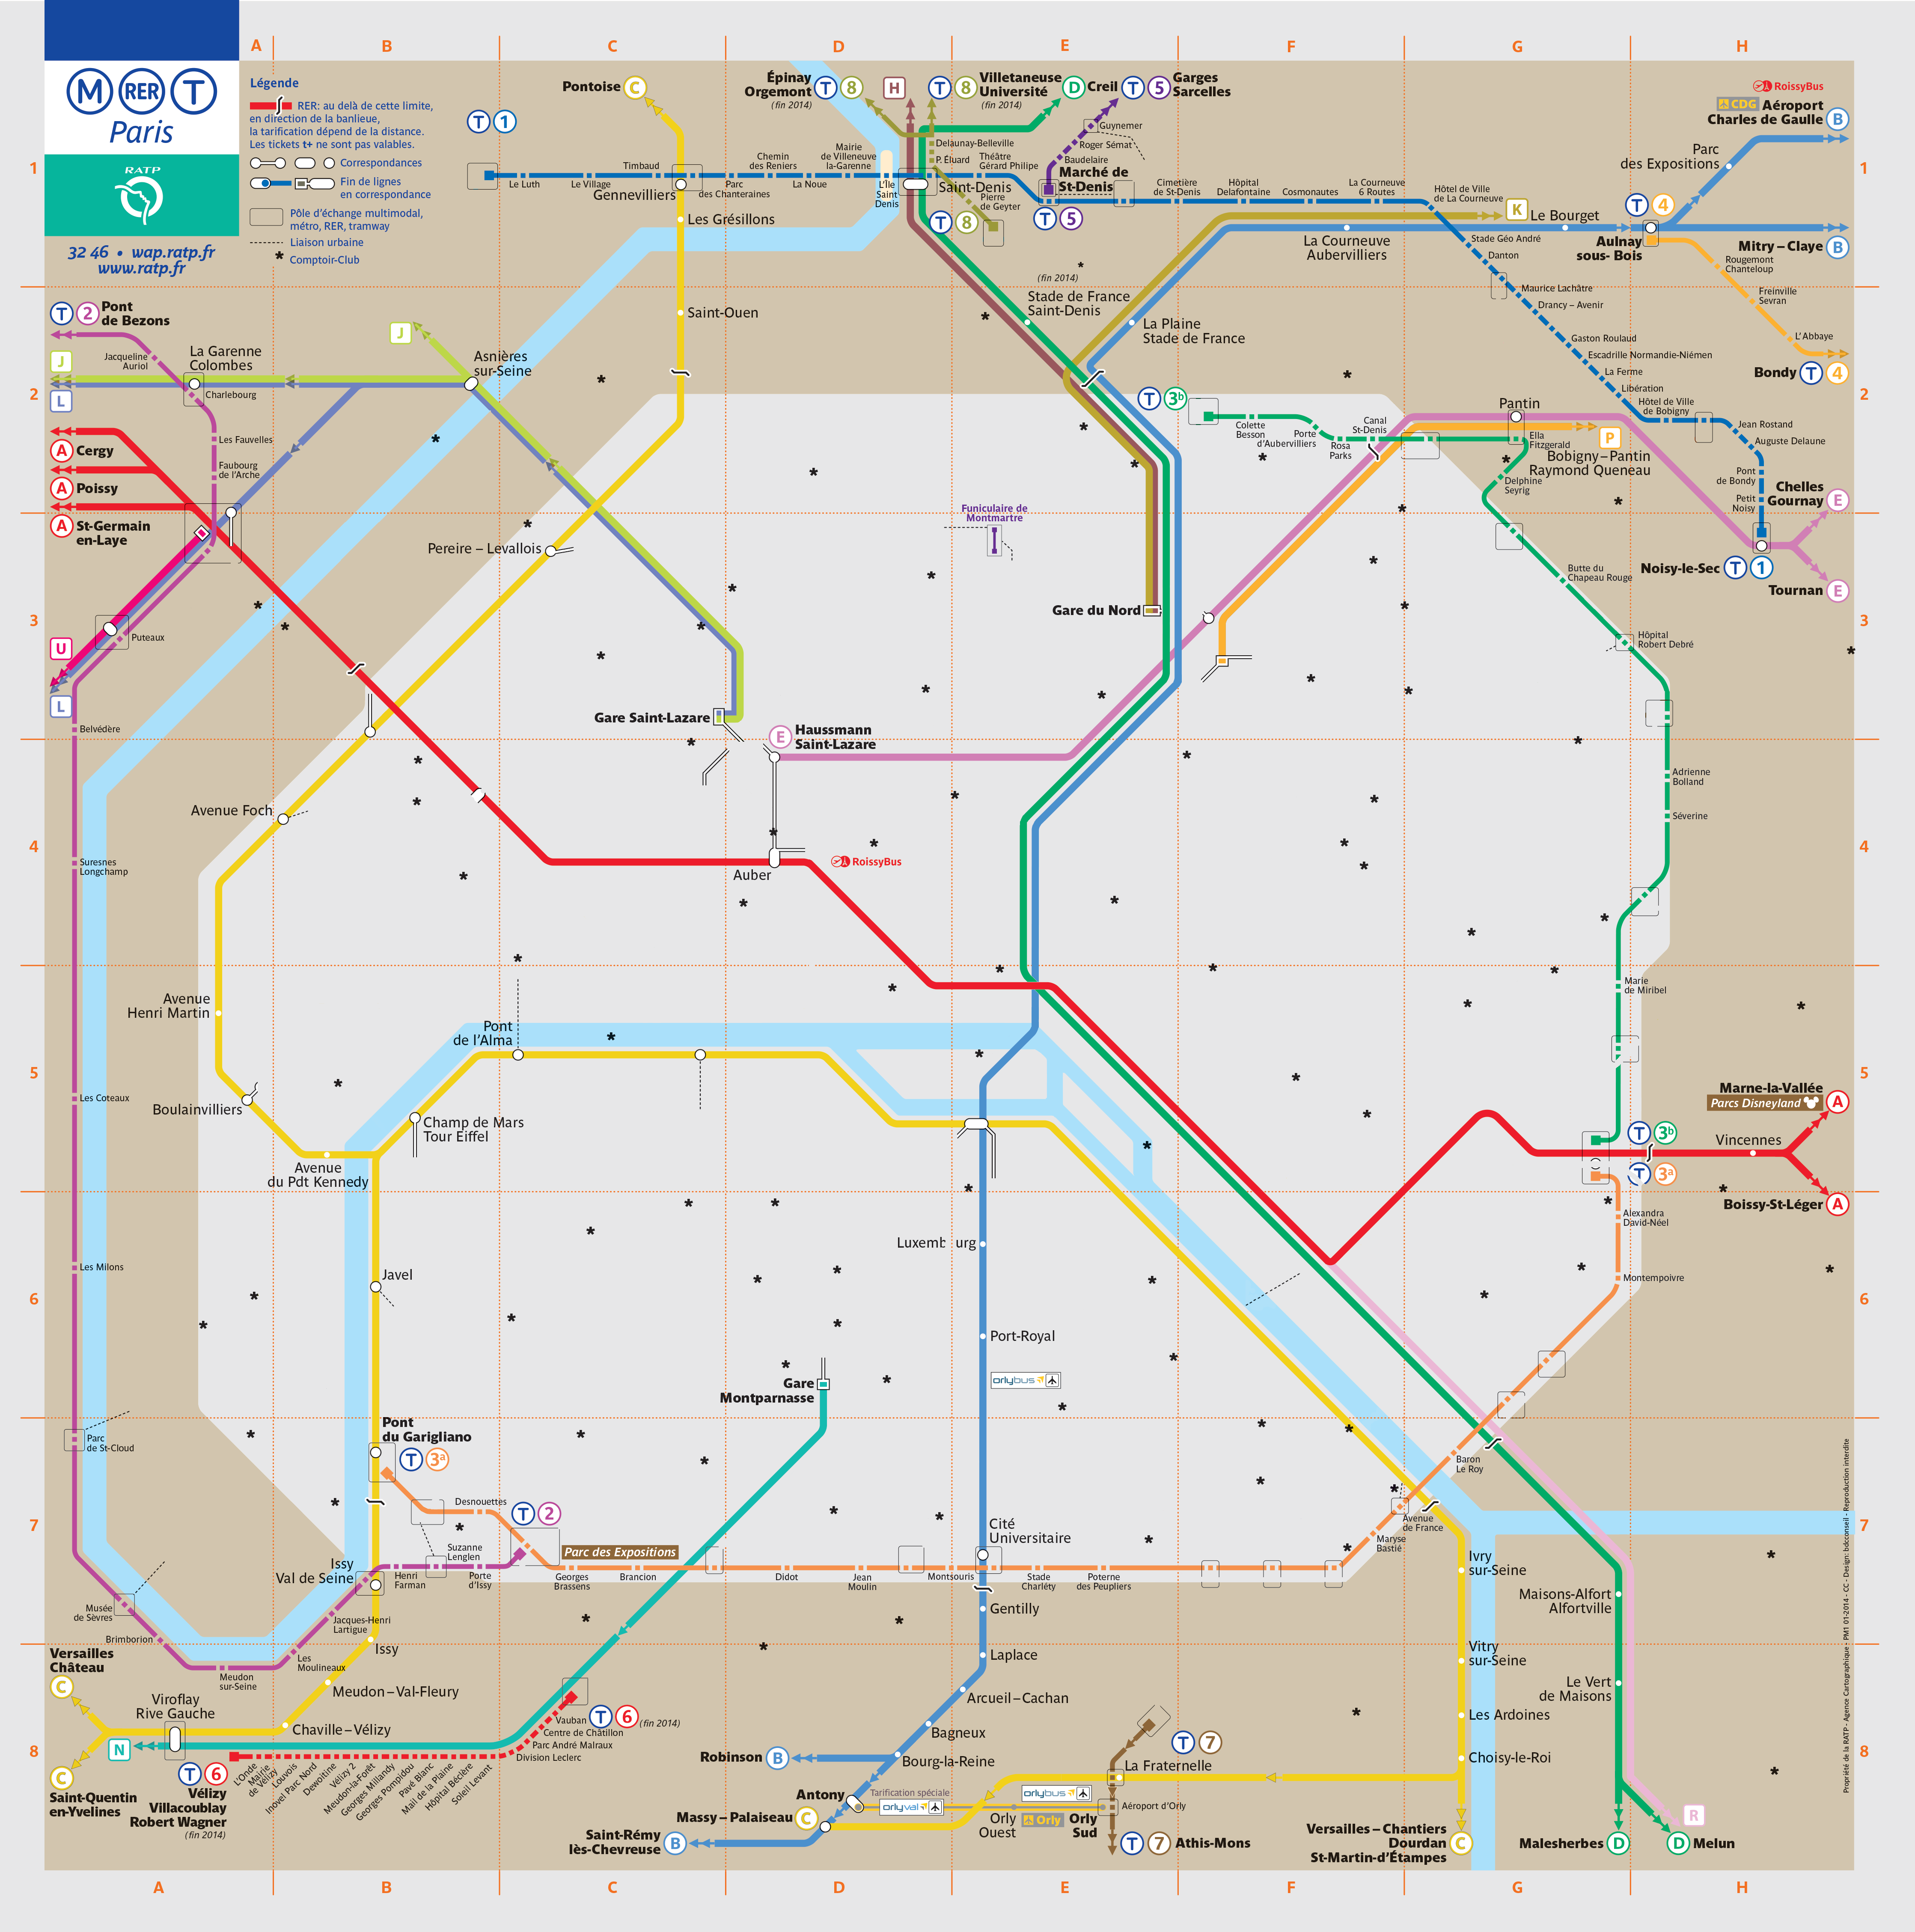 A
B
C
D
E
F
G
H
M RER T
Paris
RATP
32 46 • wap.ratp.fr
www.ratp.fr
Légende
RER: au delà de cette limite,
en direction de la banlieue,
la tarification dépend de la distance.
Les tickets t+ ne sont pas valables.
Correspondances
Fin de lignes
en correspondance
Pôle d'échange multimodal,
métro, RER, tramway
Liaison urbaine
* Comptoir-Club
T 1
Pontoise C
Épinay
Orgemont
(fin 2014)
T 8
H
T 8
Villetaneuse
Université
(fin 2014)
D Creil
T 5
Garges
Sarcelles
RoissyBus
CDG Aéroport
Charles de Gaulle B
1
Le Luth
Le Village
Timbaud
Gennevilliers
Parc
des Chanteraines
Chemin
des Reniers
La Noue
Mairie
de Villeneuve
la-Garenne
L'Île
Saint
Denis
Saint-Denis
Delaunay-Belleville
P. Éluard
Théâtre
Gérard Philipe
Pierre
de Geyter
T 8
Guynemer
Roger Sémat
Baudelaire
Marché de
St-Denis
T 5
Cimetière
de St-Denis
Hôpital
Delafontaine
Cosmonautes
La Courneuve
6 Routes
Hôtel de Ville
de La Courneuve
K
Le Bourget
Parc
des Expositions
T 4
Aulnay
sous- Bois
Mitry – Claye B
1
Les Grésillons
La Courneuve
Aubervilliers
Stade Géo André
Danton
Rougemont
Chanteloup
Maurice Lachâtre
Drancy – Avenir
Freinville
Sevran
L'Abbaye
Bondy T 4
Gaston Roulaud
Escadrille Normandie-Niémen
La Ferme
Libération
Hôtel de Ville
de Bobigny
Jean Rostand
Auguste Delaune
Pont
de Bondy
Petit
Noisy
Chelles
Gournay E
Noisy-le-Sec T 1
Tournan E
(fin 2014)
Stade de France
Saint-Denis
La Plaine
Stade de France
Saint-Ouen
T 2
Pont
de Bezons
J
L
Jacqueline
Auriol
La Garenne
Colombes
Charlebourg
J
Asnières
sur-Seine
2
A Cergy
A Poissy
A St-Germain
en-Laye
Les Fauvelles
Faubourg
de l'Arche
T 3b
Colette
Besson
Porte
d'Aubervilliers
Rosa
Parks
Canal
St-Denis
Pantin
Ella
Fitzgerald
P
Bobigny – Pantin
Raymond Queneau
Delphine
Seyrig
2
Funiculaire de
Montmartre
Pereire – Levallois
Butte du
Chapeau Rouge
Hôpital
Robert Debré
3
Gare du Nord
3
U
L
Puteaux
Belvédère
Gare Saint-Lazare
E Haussmann
Saint-Lazare
Adrienne
Bolland
Séverine
Avenue Foch
4
Suresnes
Longchamp
Auber
RoissyBus
4
Avenue
Henri Martin
Marie
de Miribel
Pont
de l'Alma
5
Les Coteaux
Boulainvilliers
Champ de Mars
Tour Eiffel
Avenue
du Pdt Kennedy
5
Marne-la-Vallée
Parcs Disneyland A
T 3b
Vincennes
T 3a
Boissy-St-Léger A
Alexandra
David-Néel
Montempoivre
Luxemb urg
Les Milons
Javel
6
6
Port-Royal
orlybus
Gare
Montparnasse
Pont
du Garigliano
T 3a
Parc
de St-Cloud
Baron
Le Roy
Desnouettes
T 2
Suzanne
Lenglen
Parc des Expositions
Cité
Universitaire
Avenue
de France
Maryse
Bastié
7
7
Issy
Val de Seine
Henri
Farman
Porte
d'Issy
Georges
Brassens
Brancion
Didot
Jean
Moulin
Montsouris
Stade
Charléty
Poterne
des Peupliers
Ivry
sur-Seine
Maisons-Alfort
Alfortville
Gentilly
Musée
de Sèvres
Brimborion
Jacques-Henri
Lartigue
Issy
Les
Moulineaux
Meudon
sur-Seine
Laplace
Vitry
sur-Seine
Le Vert
de Maisons
Versailles
Château
C
Viroflay
Rive Gauche
Meudon – Val-Fleury
Chaville – Vélizy
Arcueil – Cachan
Bagneux
Les Ardoines
Choisy-le-Roi
N
T 6 (fin 2014)
Vauban
Centre de Châtillon
Parc André Malraux
Division Leclerc
Robinson B
Bourg-la-Reine
T 7
La Fraternelle
8
8
C
Saint-Quentin
en-Yvelines
T 6
Vélizy
Villacoublay
Robert Wagner
(fin 2014)
L'Onde
Mairie
de Vélizy
Louvois
Inovel Parc Nord
Dewoitine
Vélizy 2
Meudon-la-Forêt
Georges Millandy
Georges Pompidou
Pavé Blanc
Mail de la Plaine
Hôpital Béclère
Soleil Levant
Antony
Tarification spéciale
orlyval
orlybus
Aéroport d'Orly
Massy – Palaiseau C
Orly
Ouest
Orly
Orly
Sud
Saint-Rémy
lès-Chevreuse B
T 7 Athis-Mons
Versailles – Chantiers
Dourdan
St-Martin-d'Étampes C
Malesherbes D
R
D Melun
Propriété de la RATP - Agence Cartographique - PM1 01-2014 - CC - Design: bdcconseil - Reproduction interdite
A
B
C
D
E
F
G
H